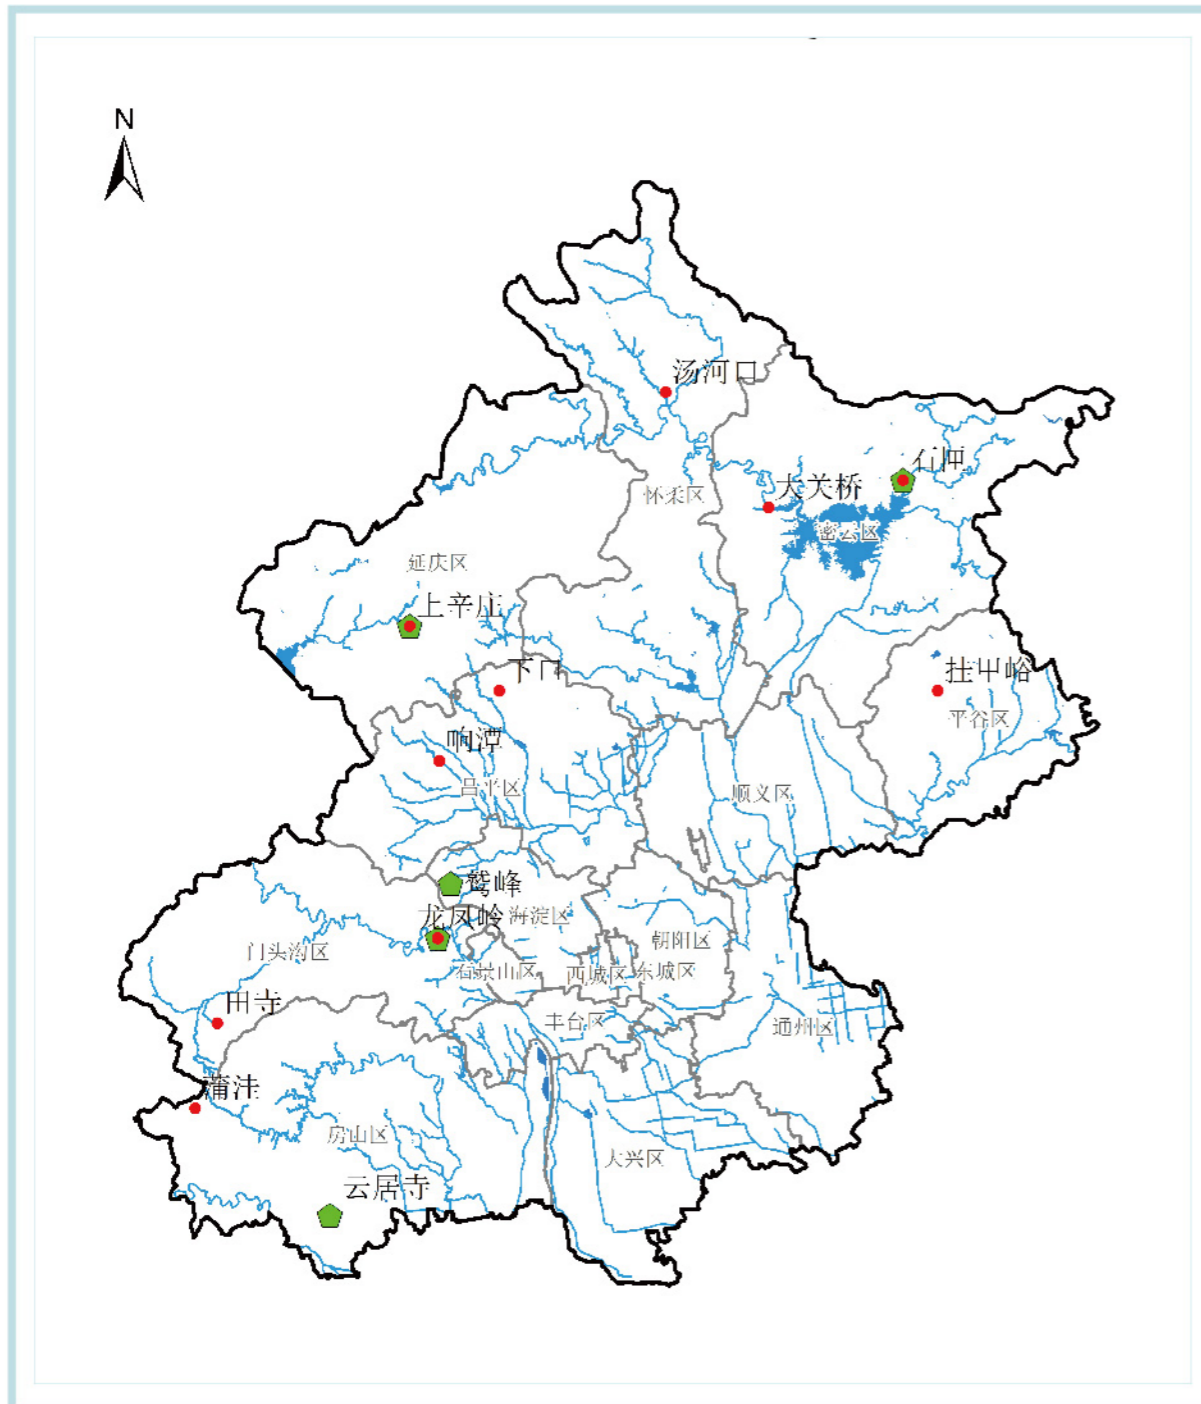 N
汤河口
石匣
大关桥
怀柔区
密云区
延庆区
上辛庄
下口
挂甲峪
平谷区
响潭
昌平区
顺义区
鹫峰
龙凤岭
海淀区
朝阳区
门头沟区
石景山区
西城区
东城区
田寺
丰台区
通州区
蒲洼
房山区
大兴区
云居寺